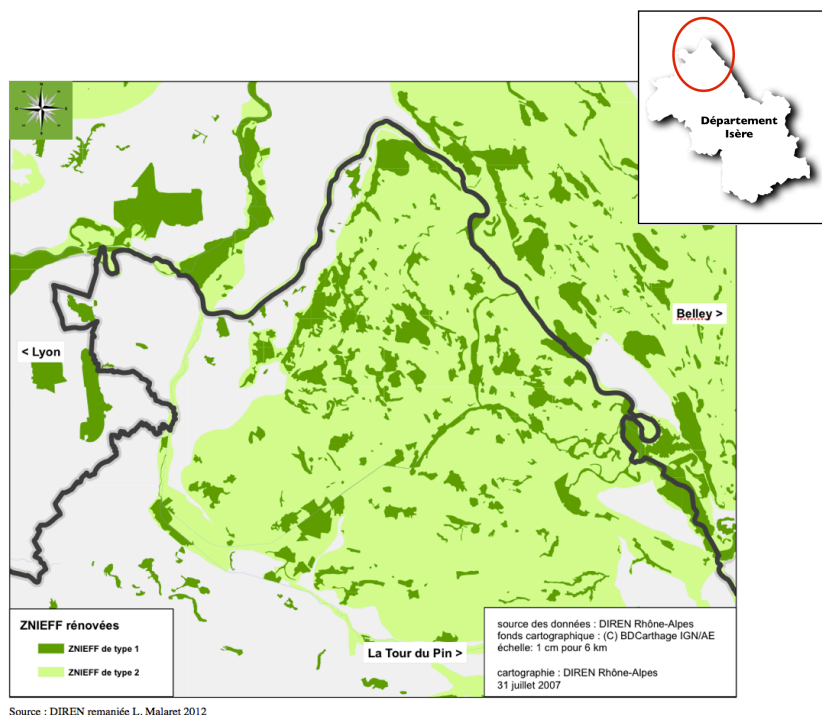 Département
Isère
Belley >
< Lyon
ZNIEFF rénovées
ZNIEFF de type 1
ZNIEFF de type 2
La Tour du Pin >
source des données : DIREN Rhône-Alpes
fonds cartographique : (C) BDCarthage IGN/AE
échelle: 1 cm pour 6 km
cartographie : DIREN Rhône-Alpes
31 juillet 2007
Source : DIREN remaniée L. Malaret 2012